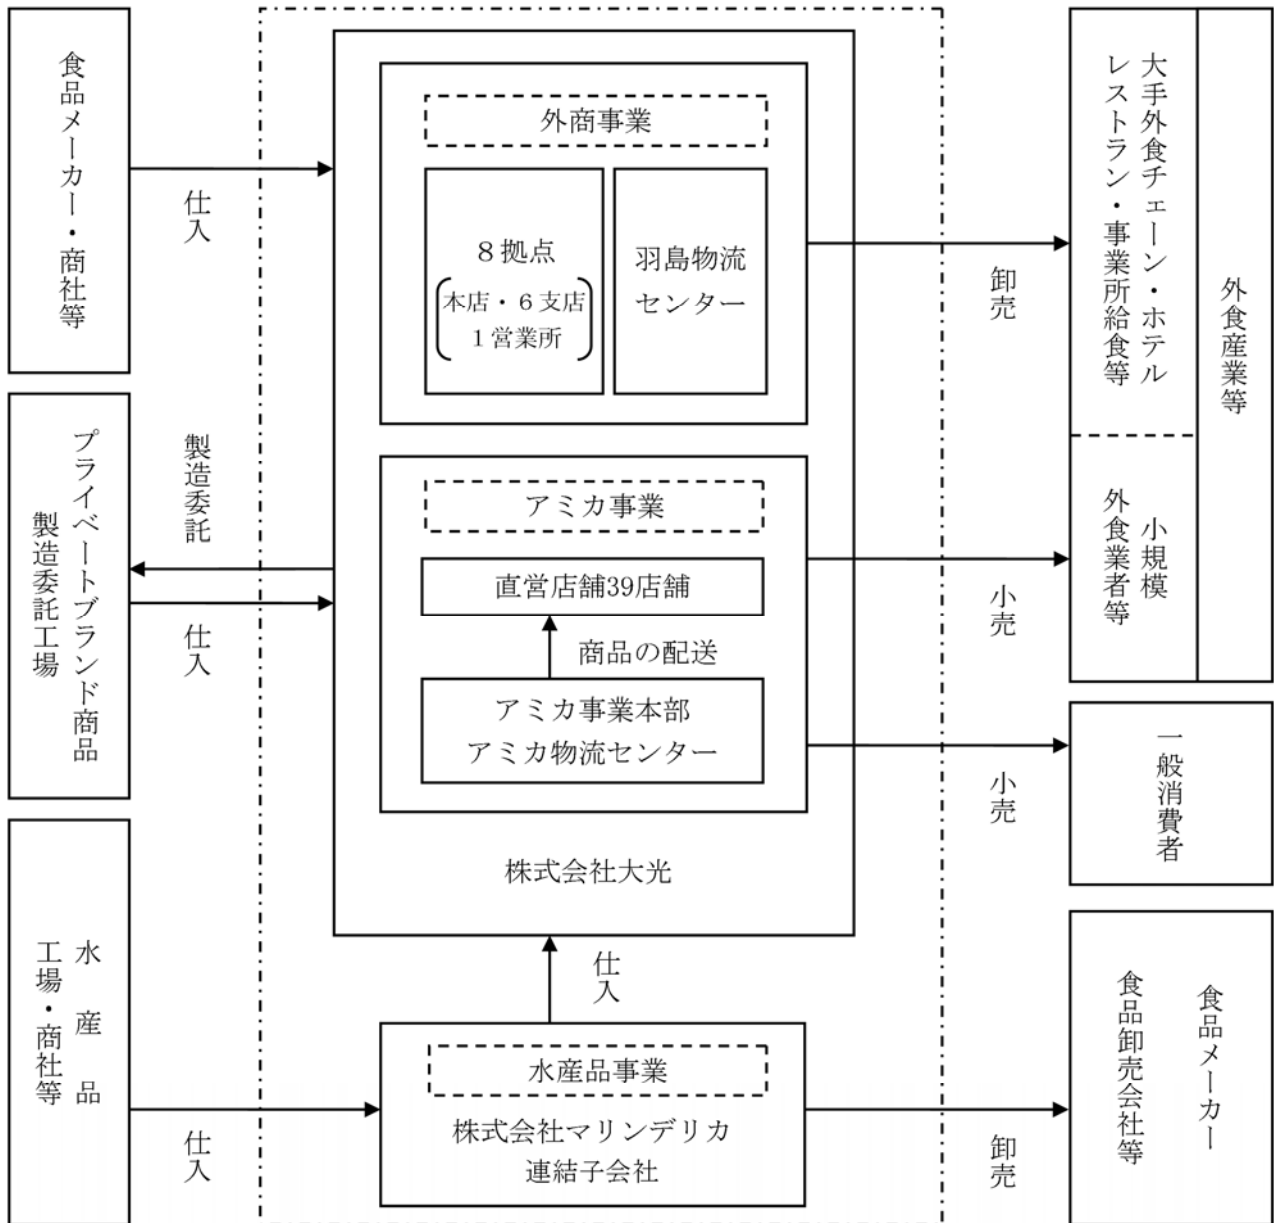 食品メーカー・商社等
仕入
プライベートブランド商品
製造委託工場
製造委託
仕入
水産品
工場・商社等
仕入
外商事業
8拠点
本店・6支店
1営業所
羽島物流
センター
アミカ事業
直営店舗39店舗
商品の配送
アミカ事業本部
アミカ物流センター
株式会社大光
仕入
水産品事業
株式会社マリンデリカ
連結子会社
卸売
小売
小売
卸売
外食産業等
大手外食チェーン・ホテル
レストラン・事業所給食等
小規模
外食業者等
一般消費者
食品メーカー
食品卸売会社等